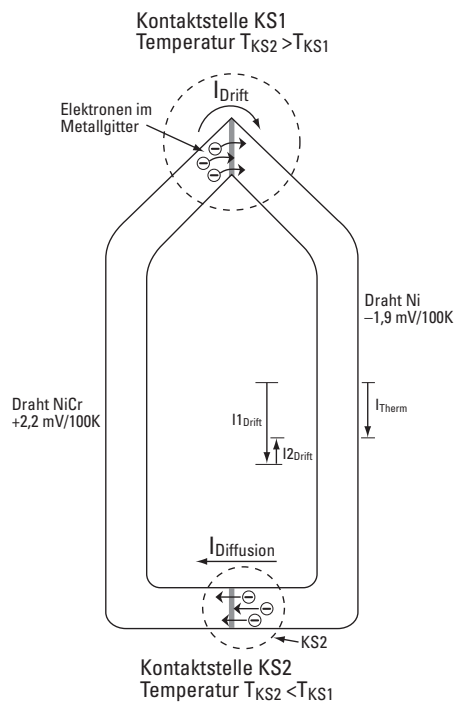 Kontaktstelle KS1
Temperatur TKS2 >TKS1
IDrift
Elektronen im
Metallgitter
Draht Ni
–1,9 mV/100K
Draht NiCr
+2,2 mV/100K
I1Drift
ITherm
I2Drift
IDiffusion
KS2
Kontaktstelle KS2
Temperatur TKS2 <TKS1